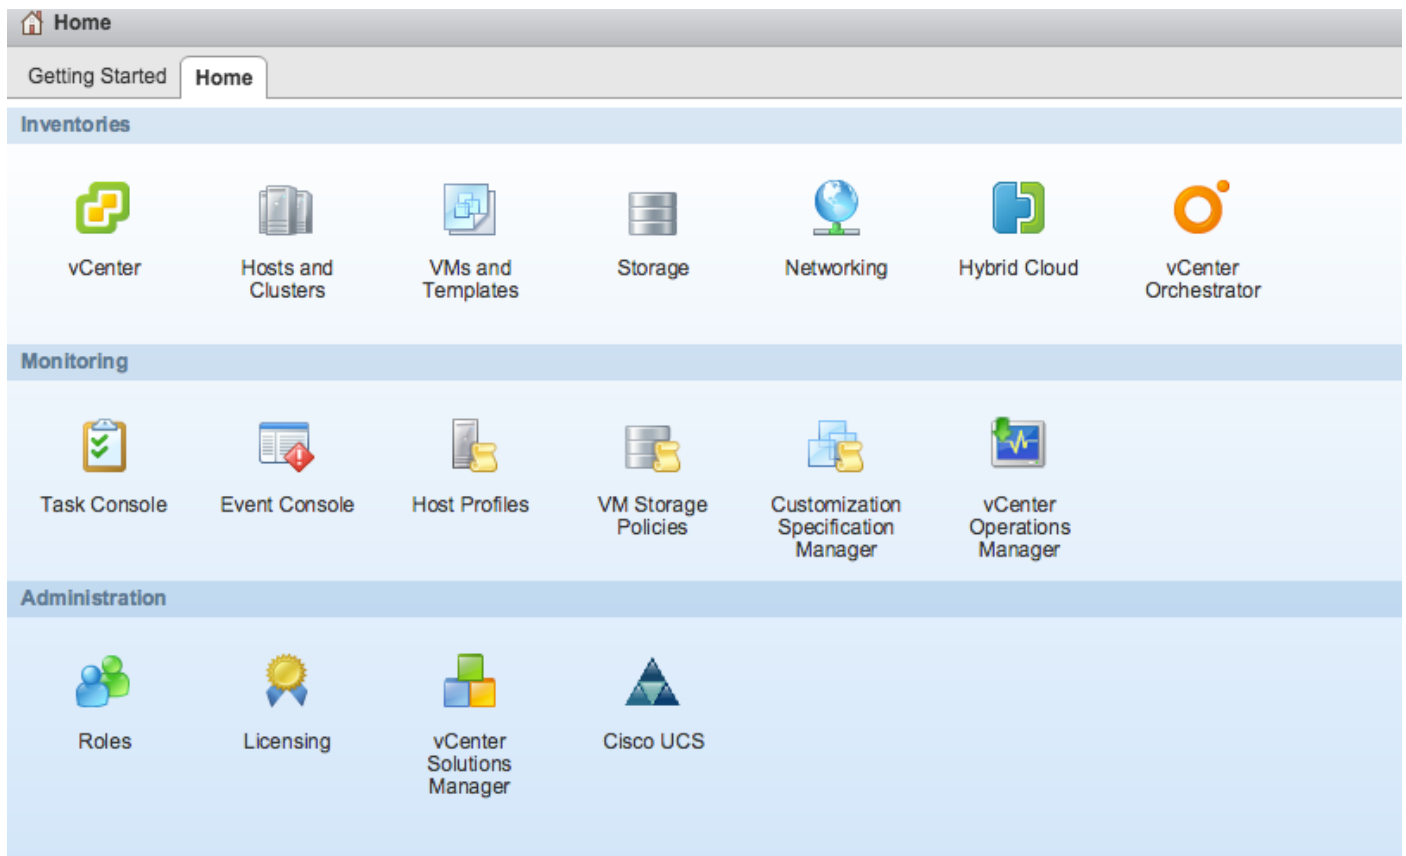 Home
Getting Started Home
Inventories
vCenter Hosts and VMs and Storage Networking Hybrid Cloud vCenter
Clusters Templates Orchestrator
Monitoring
Task Console Event Console Host Profiles VM Storage Customization vCenter
Policies Specification Operations
Manager Manager
Administration
Roles Licensing vCenter Cisco UCS
Solutions
Manager